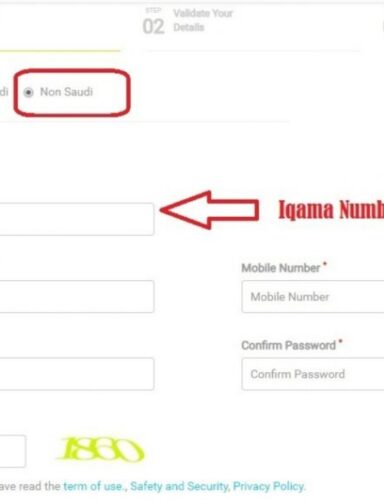 STEP
02
Validate Your
Details
di
Non Saudi
Iqama Numb
Mobile Number *
Mobile Number
Confirm Password *
Confirm Password
1860
ave read the term of use., Safety and Security, Privacy Policy.